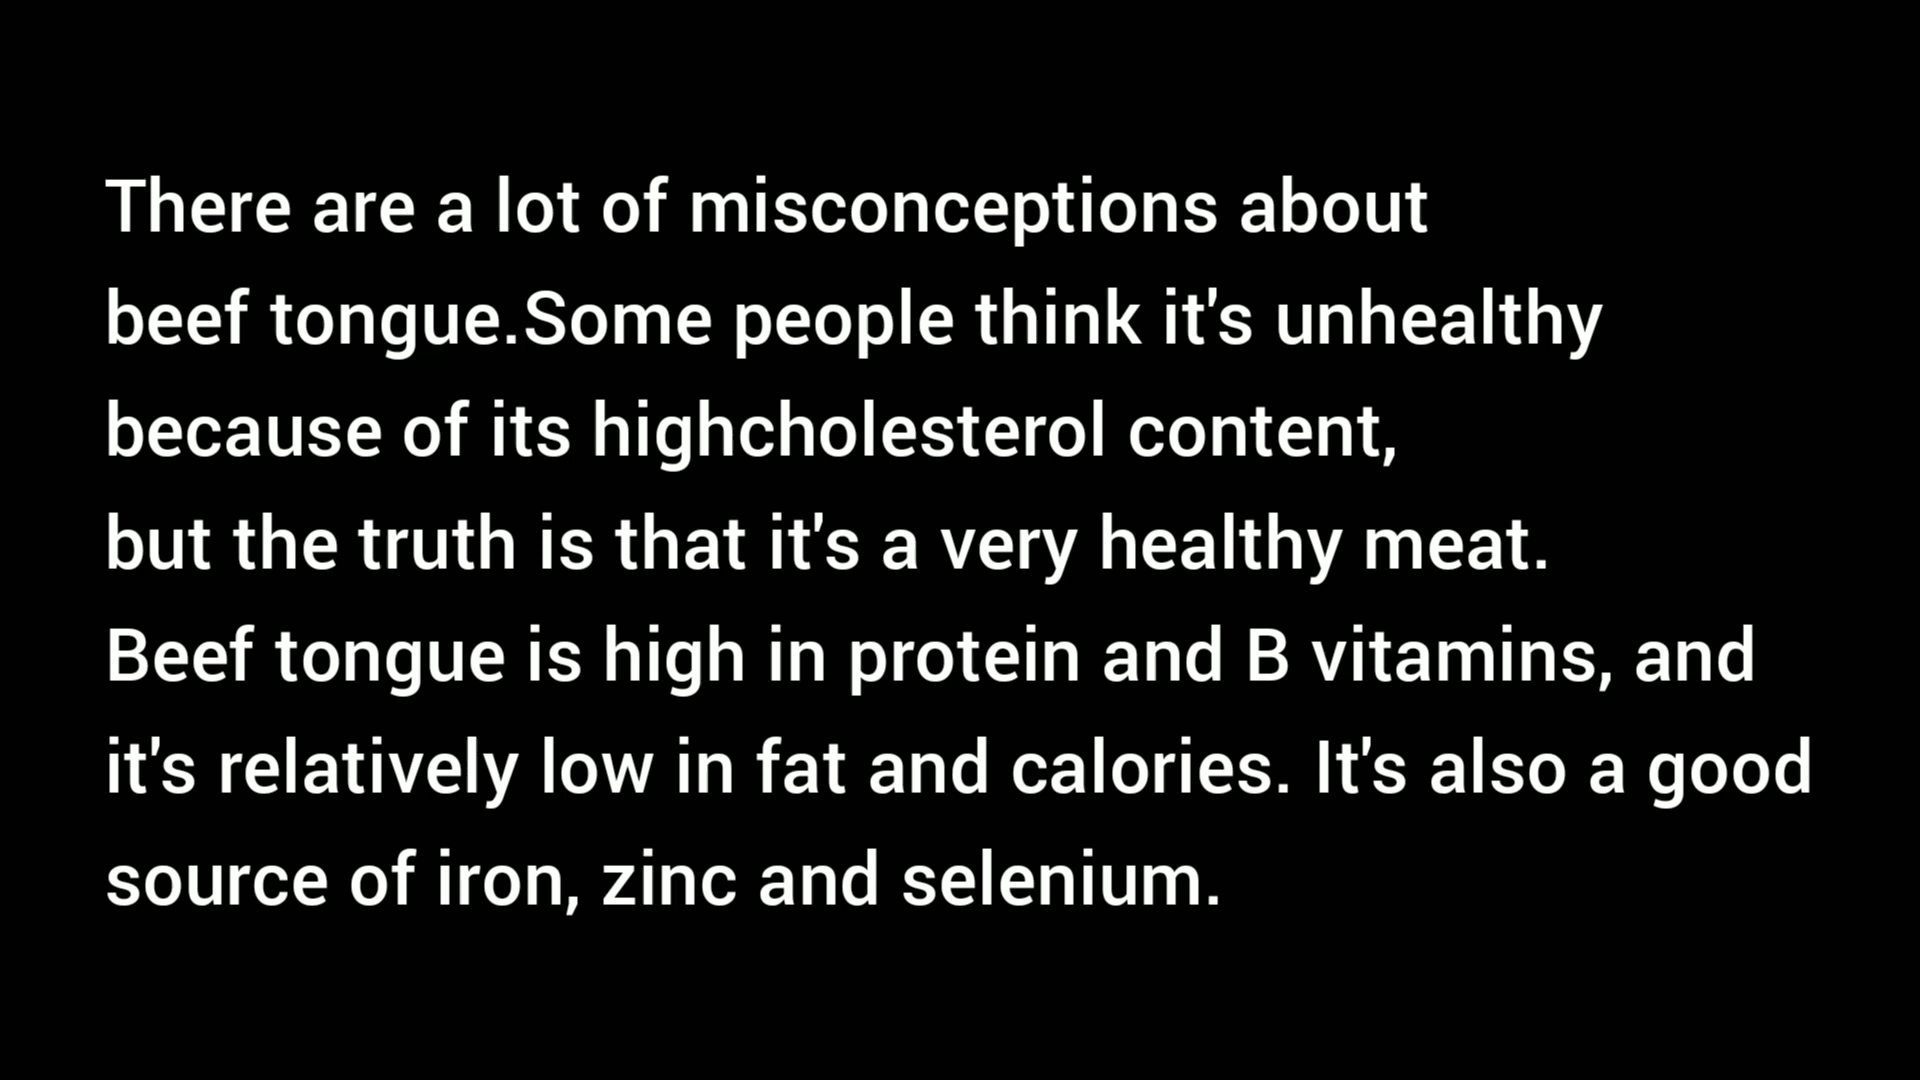 There are a lot of misconceptions about
beef tongue.Some people think it's unhealthy
because of its highcholesterol content,
but the truth is that it's a very healthy meat.
Beef tongue is high in protein and B vitamins, and
it's relatively low in fat and calories. It's also a good
source of iron, zinc and selenium.